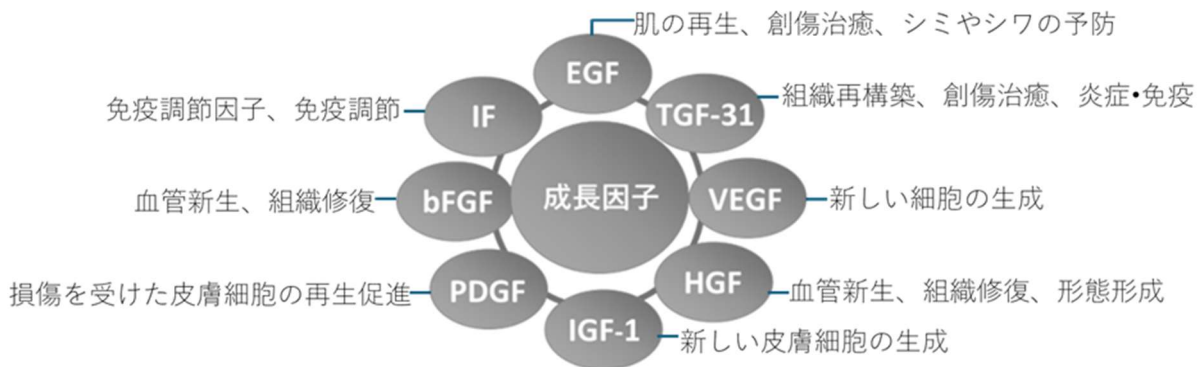 肌の再生、創傷治癒、シミやシワの予防
EGF
組織再構築、創傷治癒、炎症•免疫
TGF-31
免疫調節因子、免疫調節
IF
成長因子
血管新生、組織修復
bFGF
VEGF
新しい細胞の生成
損傷を受けた皮膚細胞の再生促進
PDGF
HGF
血管新生、組織修復、形態形成
IGF-1
新しい皮膚細胞の生成